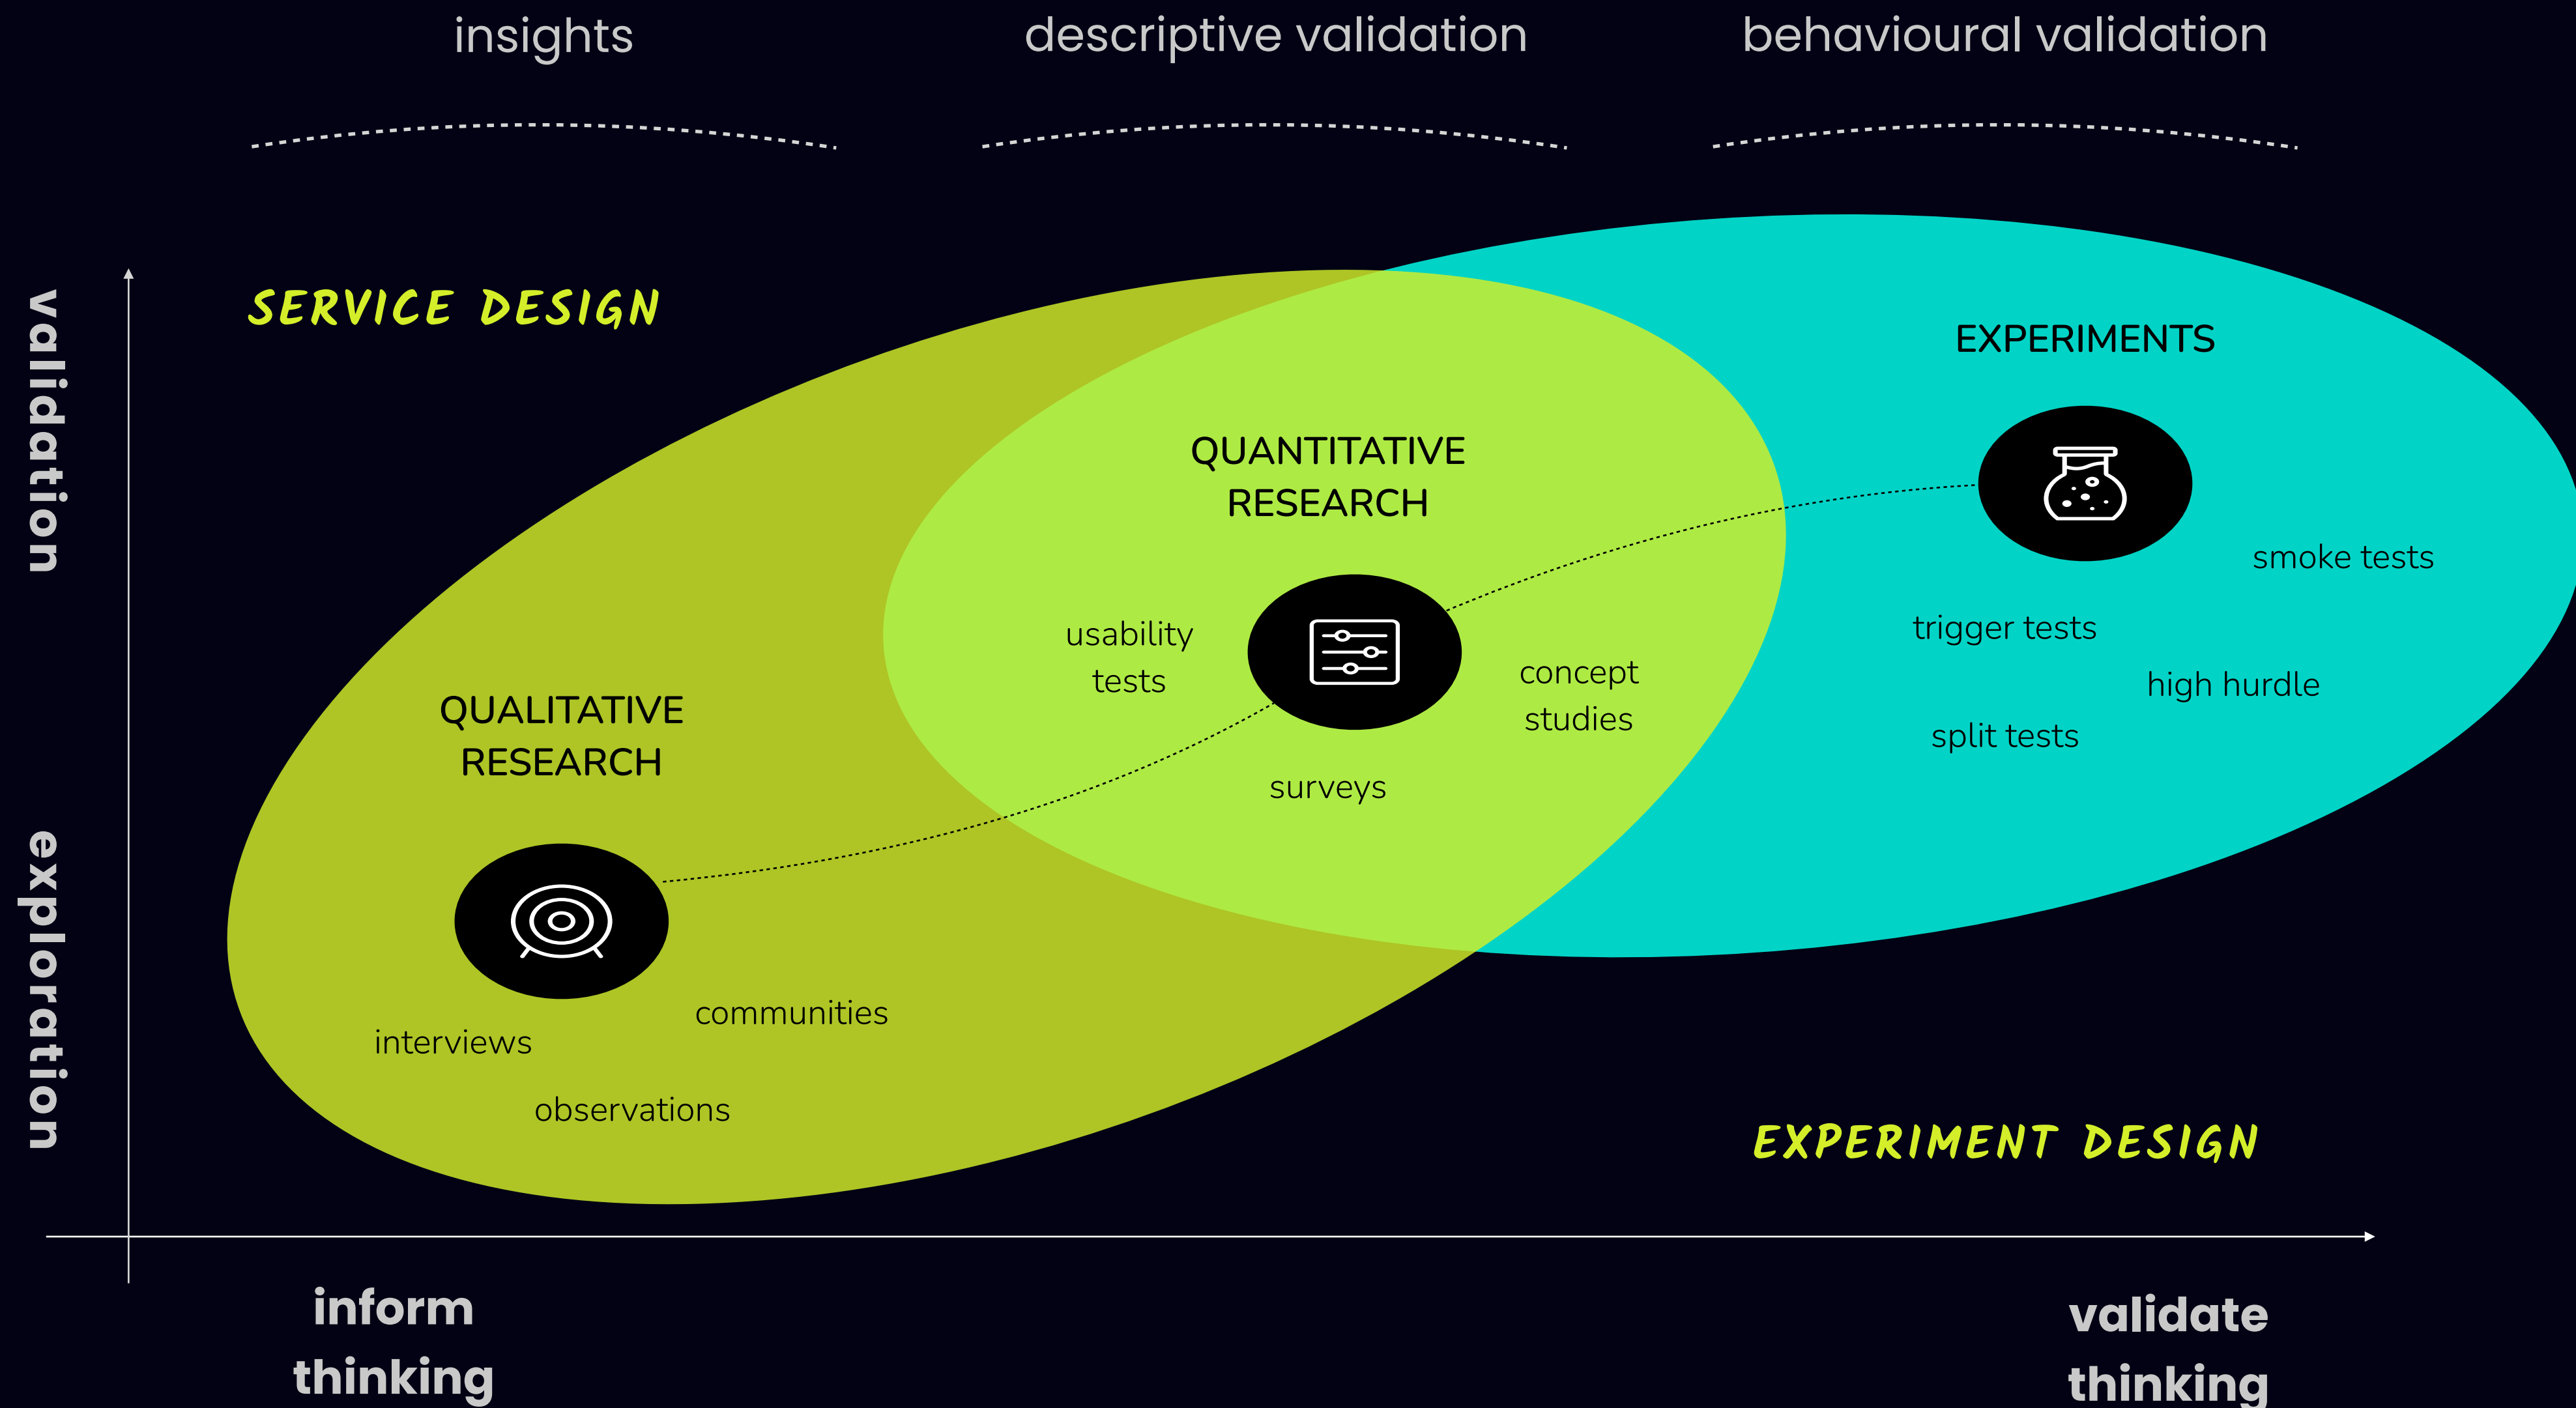 insights
descriptive validation
behavioural validation
validation
exploration
SERVICE DESIGN
QUALITATIVE
RESEARCH
interviews
communities
observations
QUANTITATIVE
RESEARCH
usability
tests
concept
studies
surveys
EXPERIMENTS
smoke tests
trigger tests
high hurdle
split tests
EXPERIMENT DESIGN
inform
thinking
validate
thinking